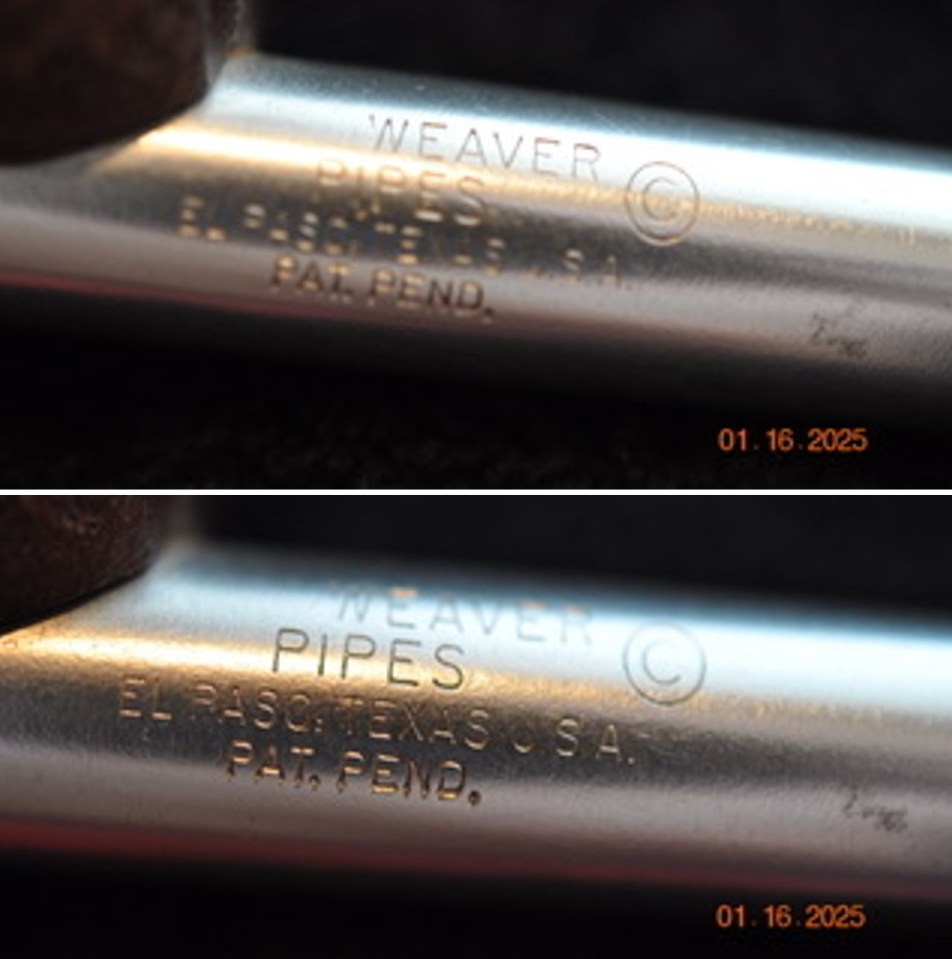 WEAVER
PIPES ©
EL PASO, TEXAS U.S.A.
PAT. PEND.
01.16.2025
WEAVER
PIPES ©
EL PASO, TEXAS U.S.A.
PAT. PEND.
01.16.2025